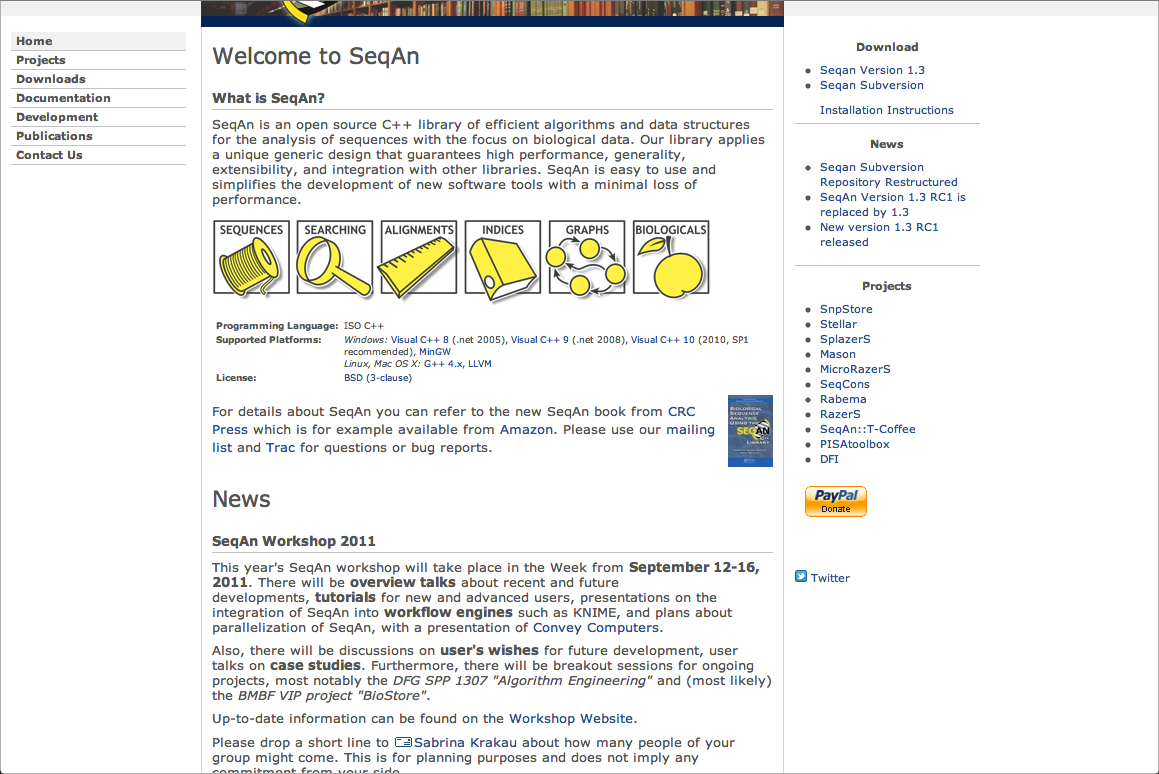 Home
Projects
Downloads
Documentation
Development
Publications
Contact Us
Welcome to SeqAn
What is SeqAn?
SeqAn is an open source C++ library of efficient algorithms and data structures
for the analysis of sequences with the focus on biological data. Our library applies
a unique generic design that guarantees high performance, generality,
extensibility, and integration with other libraries. SeqAn is easy to use and
simplifies the development of new software tools with a minimal loss of
performance.
SEQUENCES SEARCHING ALIGNMENTS INDICES GRAPHS BIOLOGICALS
Programming Language: ISO C++
Supported Platforms: Windows: Visual C++ 8 (.net 2005), Visual C++ 9 (.net 2008), Visual C++ 10 (2010, SP1
recommended), MinGW
Linux, Mac OS X: G++ 4.x, LLVM
License: BSD (3-clause)
For details about SeqAn you can refer to the new SeqAn book from CRC
Press which is for example available from Amazon. Please use our mailing
list and Trac for questions or bug reports.
BIOLOGICAL
SEQUENCE
ANALYSIS
USING THE
SEQAN
C++
LIBRARY
News
SeqAn Workshop 2011
This year's SeqAn workshop will take place in the Week from September 12-16,
2011. There will be overview talks about recent and future
developments, tutorials for new and advanced users, presentations on the
integration of SeqAn into workflow engines such as KNIME, and plans about
parallelization of SeqAn, with a presentation of Convey Computers.
Also, there will be discussions on user's wishes for future development, user
talks on case studies. Furthermore, there will be breakout sessions for ongoing
projects, most notably the DFG SPP 1307 "Algorithm Engineering" and (most likely)
the BMBF VIP project "BioStore".
Up-to-date information can be found on the Workshop Website.
Please drop a short line to Sabrina Krakau about how many people of your
group might come. This is for planning purposes and does not imply any
commitment from your side.
Download
Seqan Version 1.3
Seqan Subversion
Installation Instructions
News
Seqan Subversion
Repository Restructured
SeqAn Version 1.3 RC1 is
replaced by 1.3
New version 1.3 RC1
released
Projects
SnpStore
Stellar
SplazerS
Mason
MicroRazerS
SeqCons
Rabema
RazerS
SeqAn::T-Coffee
PISAtoolbox
DFI
PayPal
Donate
Twitter